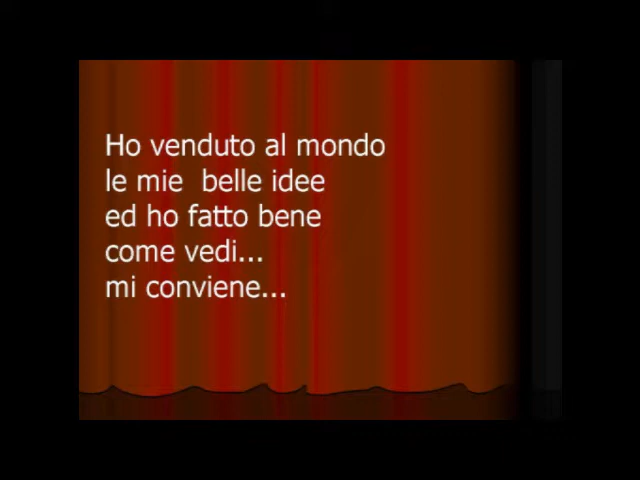 Ho venduto al mondo
le mie belle idee
ed ho fatto bene
come vedi...
mi conviene...